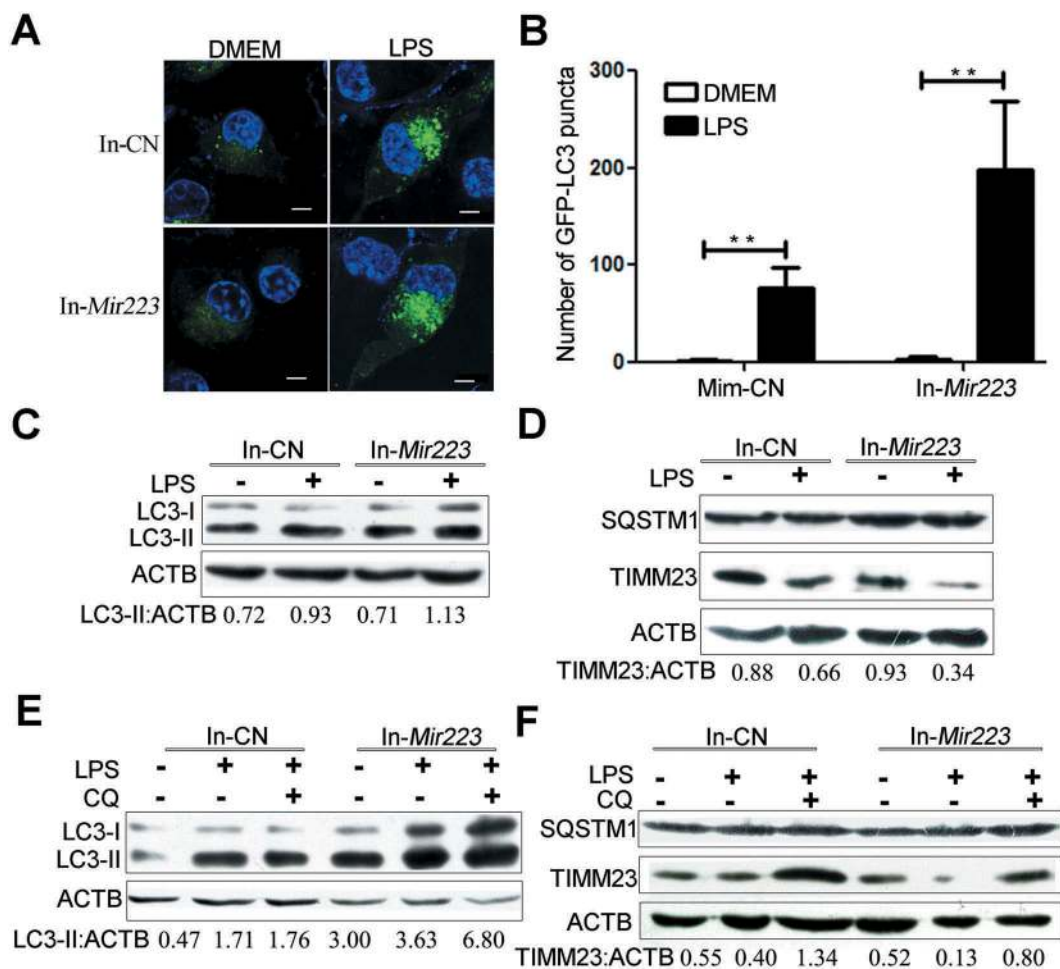 A
DMEM LPS
In-CN
In-Mir223
B
300
200
100
0
Number of GFP-LC3 puncta
DMEM
LPS
* *
* *
Mim-CN In-Mir223
C
In-CN In-Mir223
LPS - + - +
LC3-I
LC3-II
ACTB
LC3-II:ACTB 0.72 0.93 0.71 1.13
D
In-CN In-Mir223
LPS - + - +
SQSTM1
TIMM23
ACTB
TIMM23:ACTB 0.88 0.66 0.93 0.34
E
In-CN In-Mir223
LPS - + + - + +
CQ - - + - - +
LC3-I
LC3-II
ACTB
LC3-II:ACTB 0.47 1.71 1.76 3.00 3.63 6.80
F
In-CN In-Mir223
LPS - + + - + +
CQ - - + - - +
SQSTM1
TIMM23
ACTB
TIMM23:ACTB 0.55 0.40 1.34 0.52 0.13 0.80